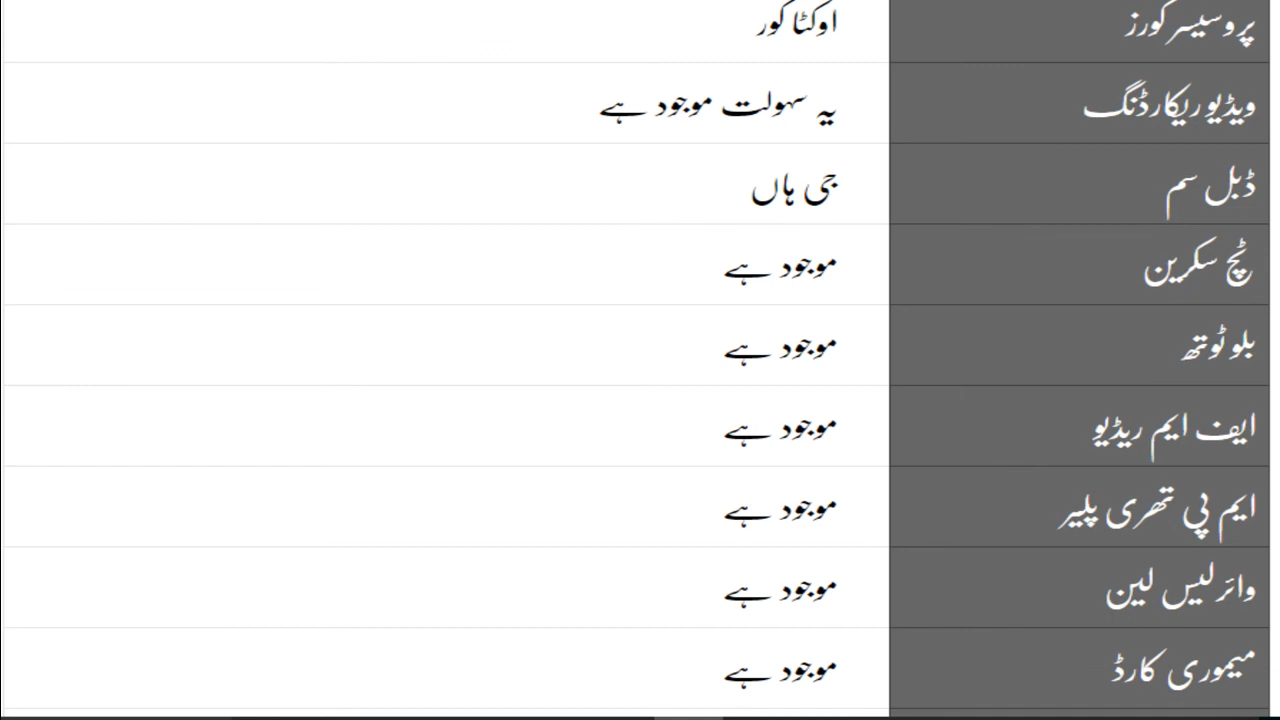 پروسیسر کورز اوکٹا کور
ویڈیو ریکارڈنگ یہ سہولت موجود ہے
ڈبل سم جی ہاں
ٹچ سکرین موجود ہے
بلو ٹوتھ موجود ہے
ایف ایم ریڈیو موجود ہے
ایم پی تھری پلیر موجود ہے
وائرلیس لین موجود ہے
میموری کارڈ موجود ہے